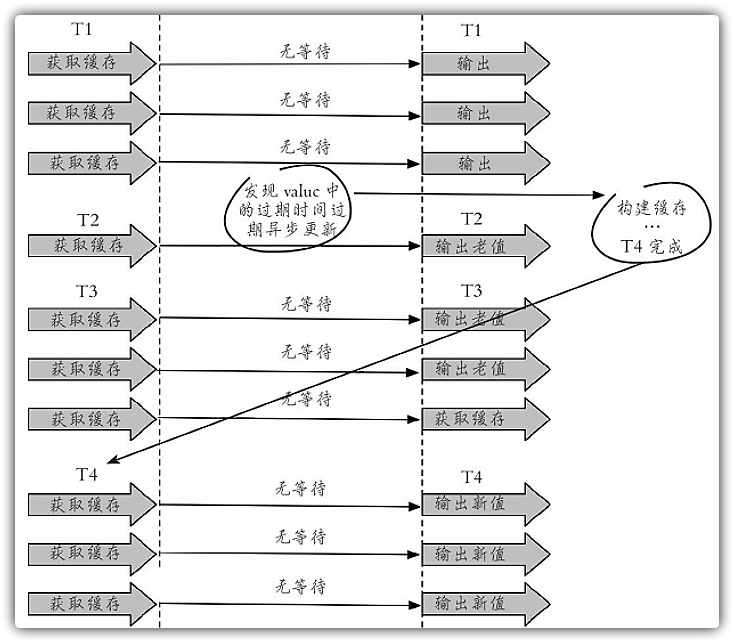 T1 T1
获取缓存 无等待 输出
获取缓存 无等待 输出
获取缓存 无等待 输出
发现 valuc 中
的过期时间过
期异步更新
构建缓存
…
T4 完成
T2 T2
获取缓存 输出老值
T3 T3
获取缓存 无等待 输出老值
获取缓存 无等待 输出老值
获取缓存 无等待 获取缓存
T4 T4
获取缓存 无等待 输出新值
获取缓存 无等待 输出新值
获取缓存 无等待 输出新值